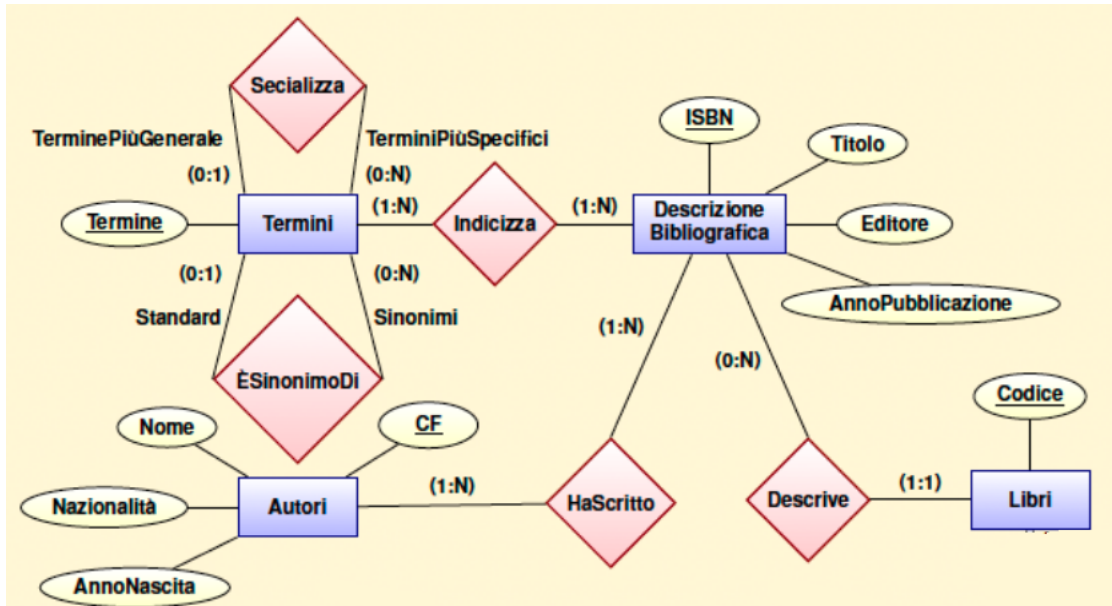 Secializza
ISBN
TerminePiùGenerale
TerminiPiùSpecifici
Titolo
(0:1)
(0:N)
Termine
Termini
(1:N)
Indicizza
(1:N)
Descrizione
Bibliografica
Editore
(0:1)
(0:N)
AnnoPubblicazione
Standard
Sinonimi
(1:N)
(0:N)
ÈSinonimoDi
Codice
Nome
CF
Nazionalità
Autori
(1:N)
HaScritto
Descrive
(1:1)
Libri
AnnoNascita